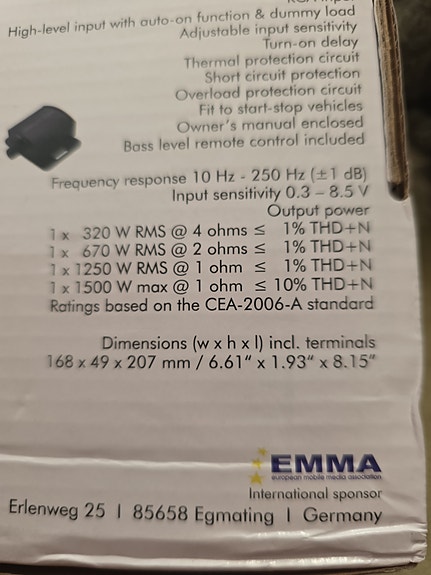 High-level input with auto-on function & dummy load
Adjustable input sensitivity
Turn-on delay
Thermal protection circuit
Short circuit protection
Overload protection circuit
Fit to start-stop vehicles
Owner's manual enclosed
Bass level remote control included
Frequency response 10 Hz - 250 Hz (±1 dB)
Input sensitivity 0.3 – 8.5 V
Output power
1 x 320 W RMS @ 4 ohms ≤ 1% THD+N
1 x 670 W RMS @ 2 ohms ≤ 1% THD+N
1 x 1250 W RMS @ 1 ohm ≤ 1% THD+N
1 x 1500 W max @ 1 ohm ≤ 10% THD+N
Ratings based on the CEA-2006-A standard
Dimensions (w x h x l) incl. terminals
168 x 49 x 207 mm / 6.61" x 1.93" x 8.15"
EMMA
european mobile media association
International sponsor
Erlenweg 25 | 85658 Egmating | Germany